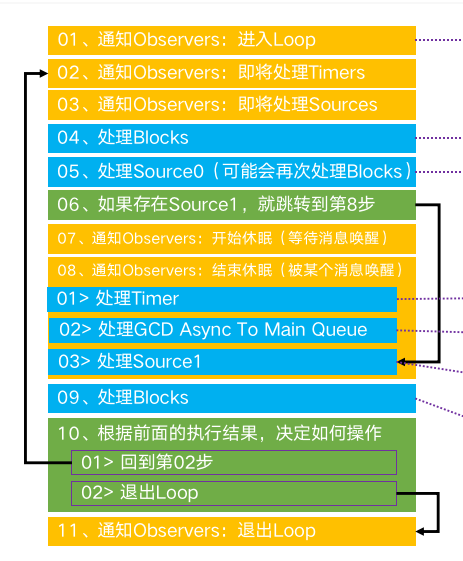 01、通知Observers：进入Loop
02、通知Observers：即将处理Timers
03、通知Observers：即将处理Sources
04、处理Blocks
05、处理Source0（可能会再次处理Blocks）
06、如果存在Source1，就跳转到第8步
07、通知Observers：开始休眠（等待消息唤醒）
08、通知Observers：结束休眠（被某个消息唤醒）
01> 处理Timer
02> 处理GCD Async To Main Queue
03> 处理Source1
09、处理Blocks
10、根据前面的执行结果，决定如何操作
01> 回到第02步
02> 退出Loop
11、通知Observers：退出Loop